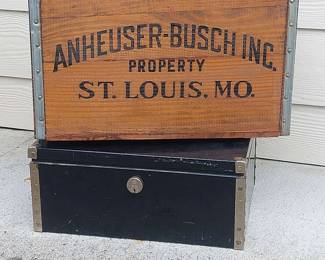 ANHEUSER-BUSCH INC.
PROPERTY
ST. LOUIS, MO.